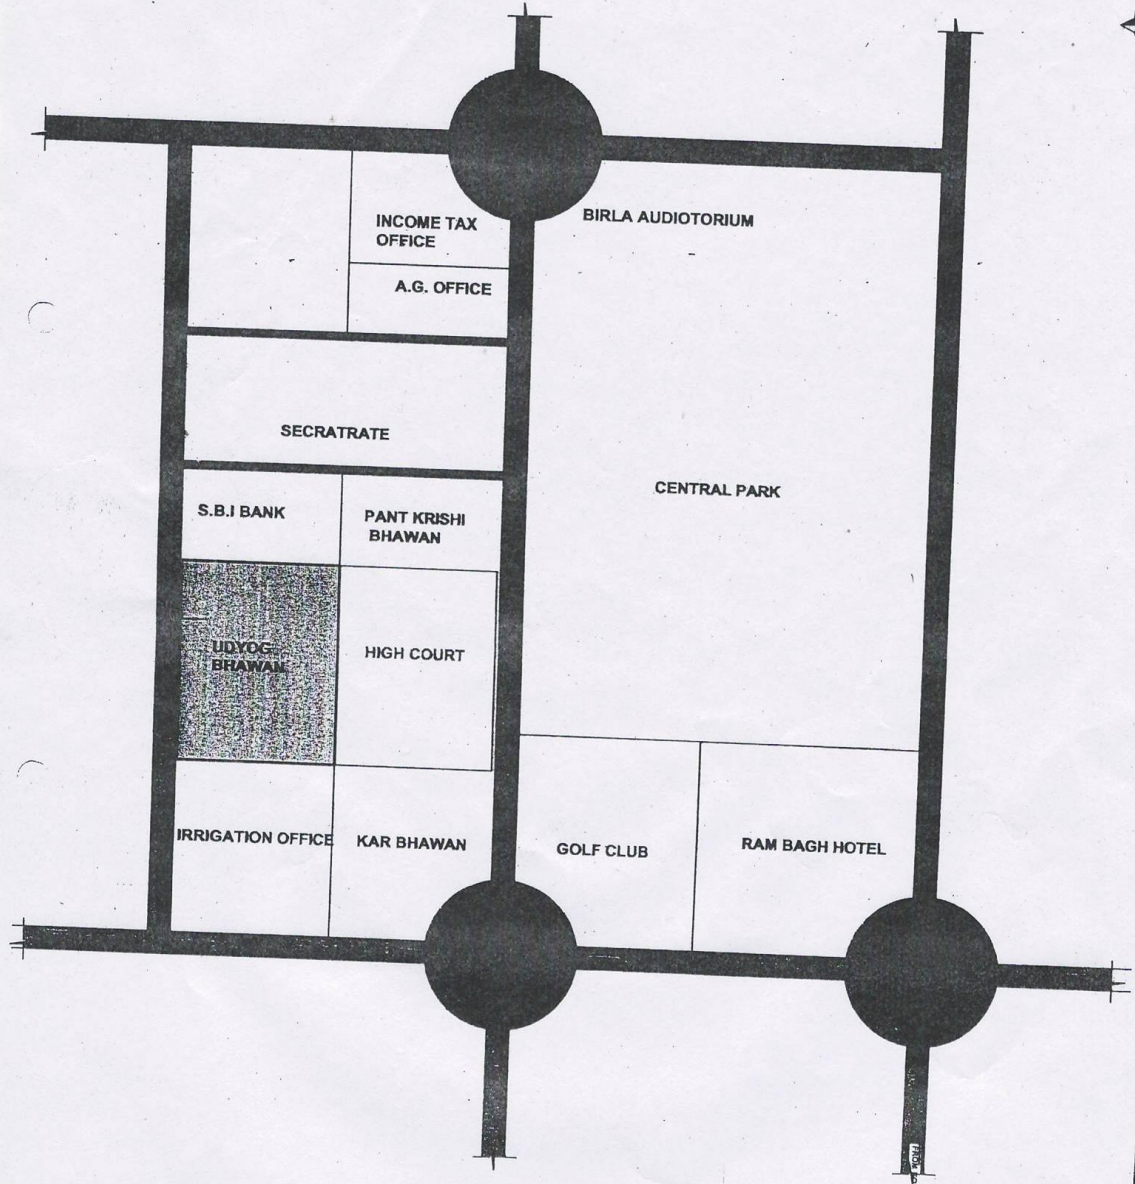 INCOME TAX
OFFICE
BIRLA AUDIOTORIUM
A.G. OFFICE
SECRATRATE
CENTRAL PARK
S.B.I BANK
PANT KRISHI
BHAWAN
UDYOG
BHAWAN
HIGH COURT
IRRIGATION OFFICE
KAR BHAWAN
GOLF CLUB
RAM BAGH HOTEL